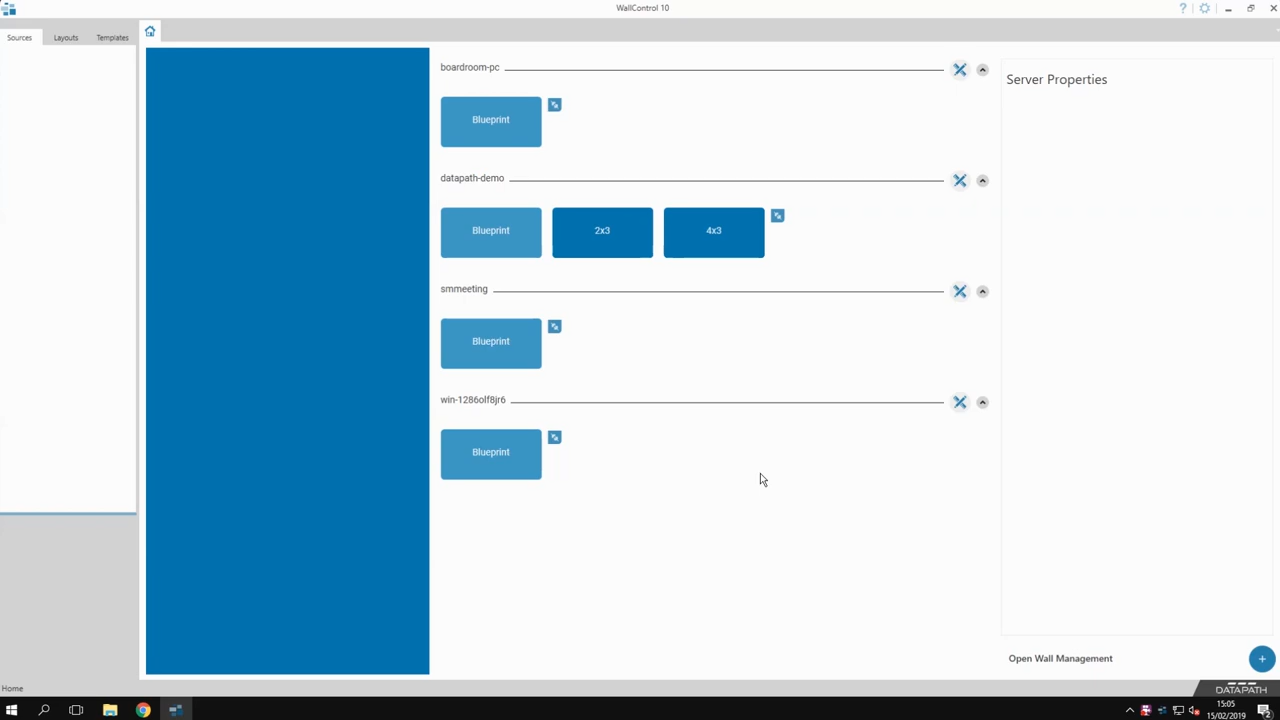 WallControl 10
Sources Layouts Templates
boardroom-pc
Blueprint
datapath-demo
Blueprint 2x3 4x3
smmeeting
Blueprint
win-1286olf8jr6
Blueprint
Server Properties
Open Wall Management
Home
DATAPATH
15:05
15/02/2019